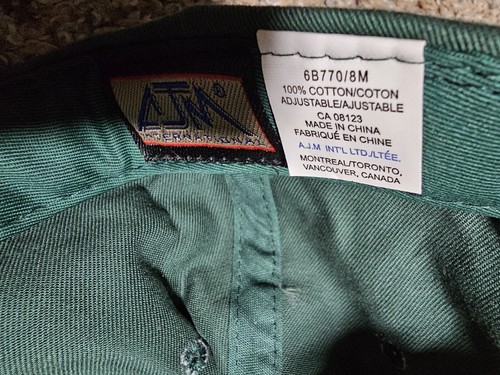 AJM®
INTERNATIONAL
6B770/8M
100% COTTON/COTON
ADJUSTABLE/AJUSTABLE
CA 08123
MADE IN CHINA
FABRIQUÉ EN CHINE
A.J.M INT'L LTD./LTÉE.
MONTREAL/TORONTO,
VANCOUVER, CANADA